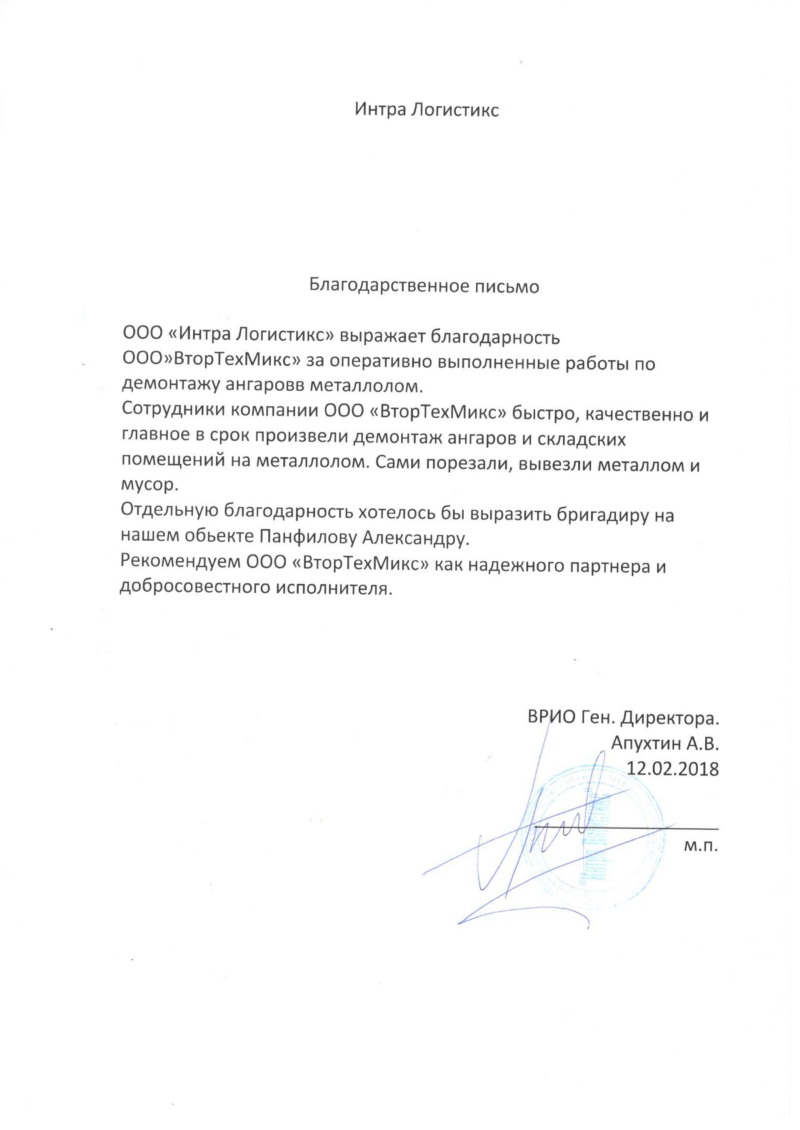 Интра Логистикс
Благодарственное письмо
ООО «Интра Логистикс» выражает благодарность
ООО»ВторТехМикс» за оперативно выполненные работы по
демонтажу ангаровв металлолом.
Сотрудники компании ООО «ВторТехМикс» быстро, качественно и
главное в срок произвели демонтаж ангаров и складских
помещений на металлолом. Сами порезали, вывезли металлом и
мусор.
Отдельную благодарность хотелось бы выразить бригадиру на
нашем обьекте Панфилову Александру.
Рекомендуем ООО «ВторТехМикс» как надежного партнера и
добросовестного исполнителя.
ВРИО Ген. Директора.
Апухтин А.В.
12.02.2018
м.п.